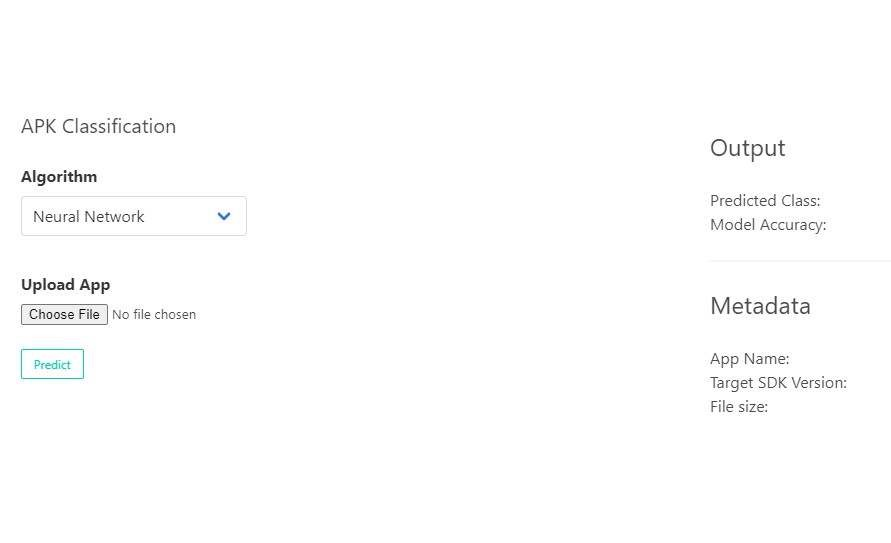 APK Classification
Algorithm
Neural Network
Upload App
Choose File No file chosen
Predict
Output
Predicted Class:
Model Accuracy:
Metadata
App Name:
Target SDK Version:
File size: